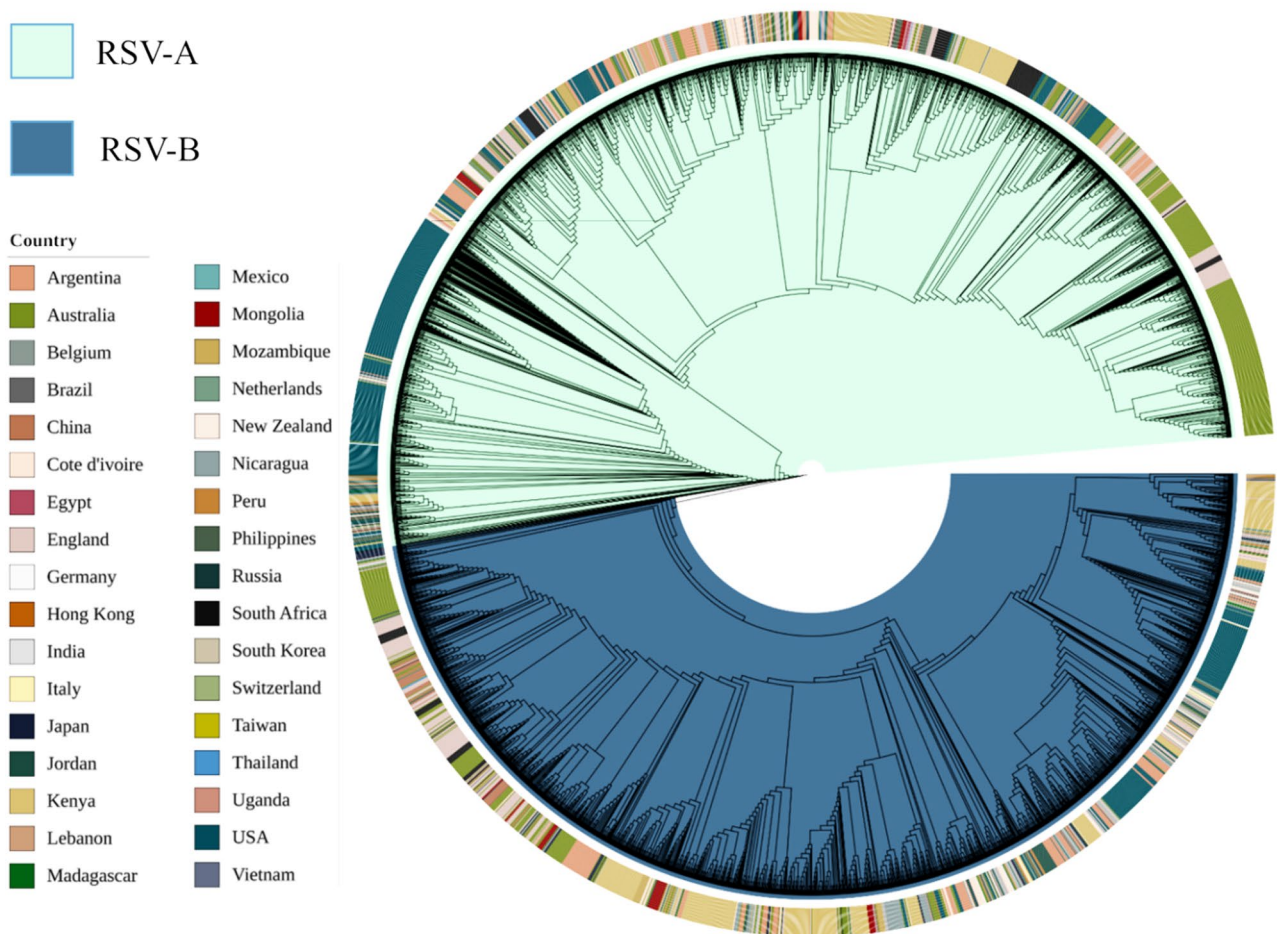 RSV-A
RSV-B
Country
Argentina
Australia
Belgium
Brazil
China
Cote d'ivoire
Egypt
England
Germany
Hong Kong
India
Italy
Japan
Jordan
Kenya
Lebanon
Madagascar
Mexico
Mongolia
Mozambique
Netherlands
New Zealand
Nicaragua
Peru
Philippines
Russia
South Africa
South Korea
Switzerland
Taiwan
Thailand
Uganda
USA
Vietnam